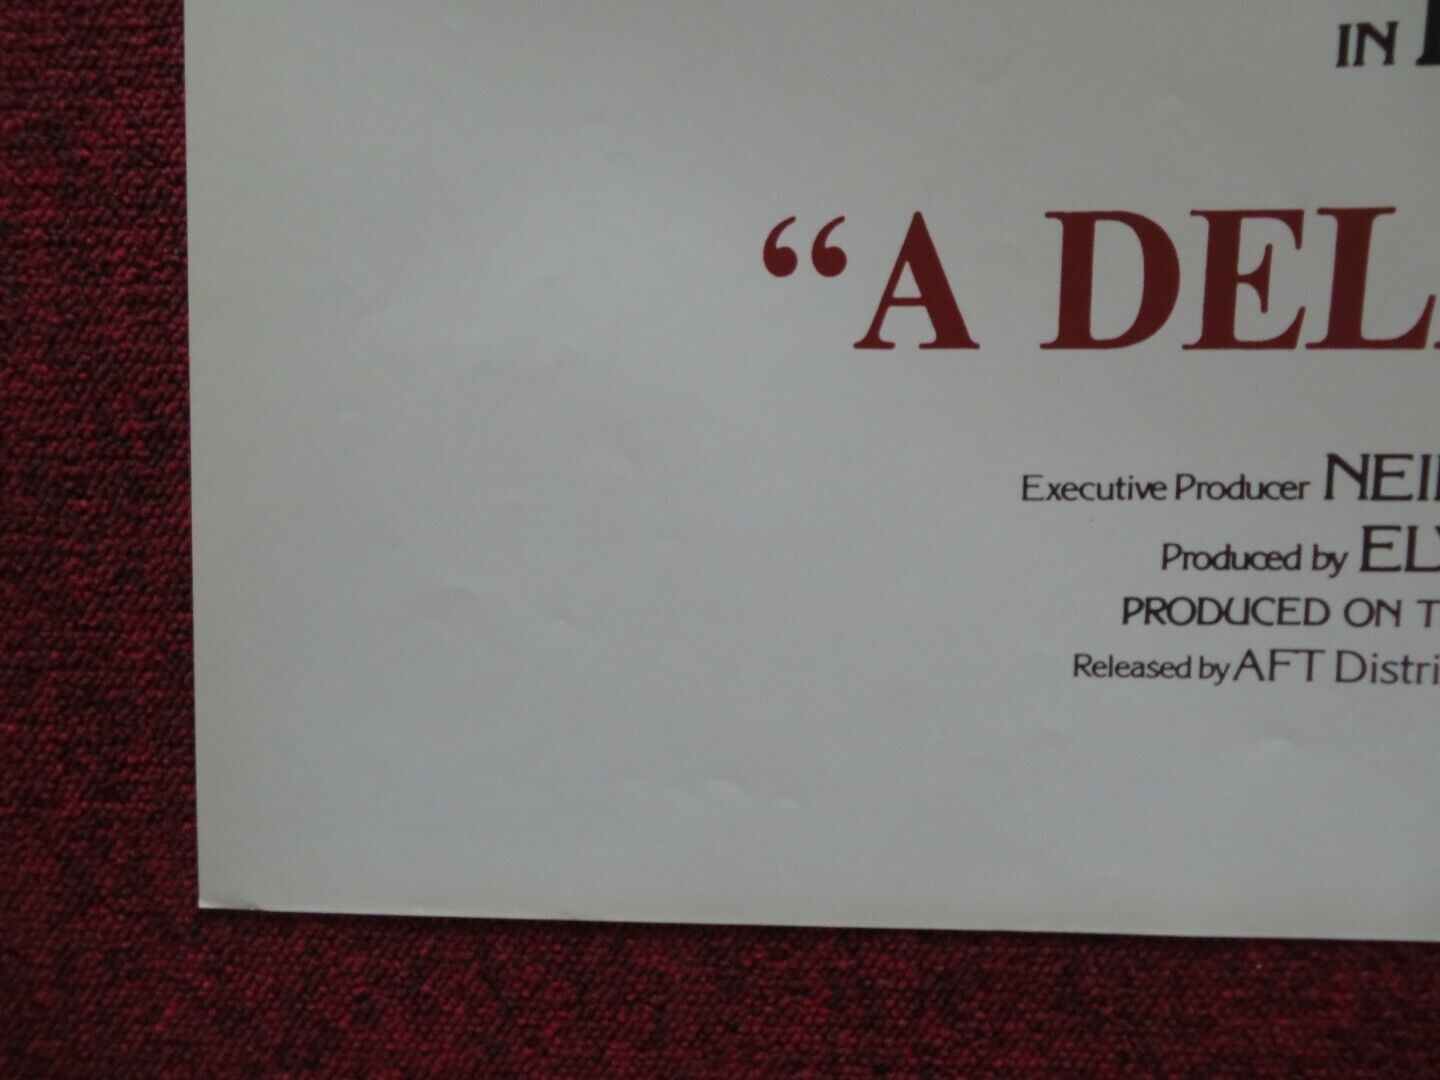 IN
“A DEL
Executive Producer NEI
Produced by EL
PRODUCED ON T
Released by AFT Distri